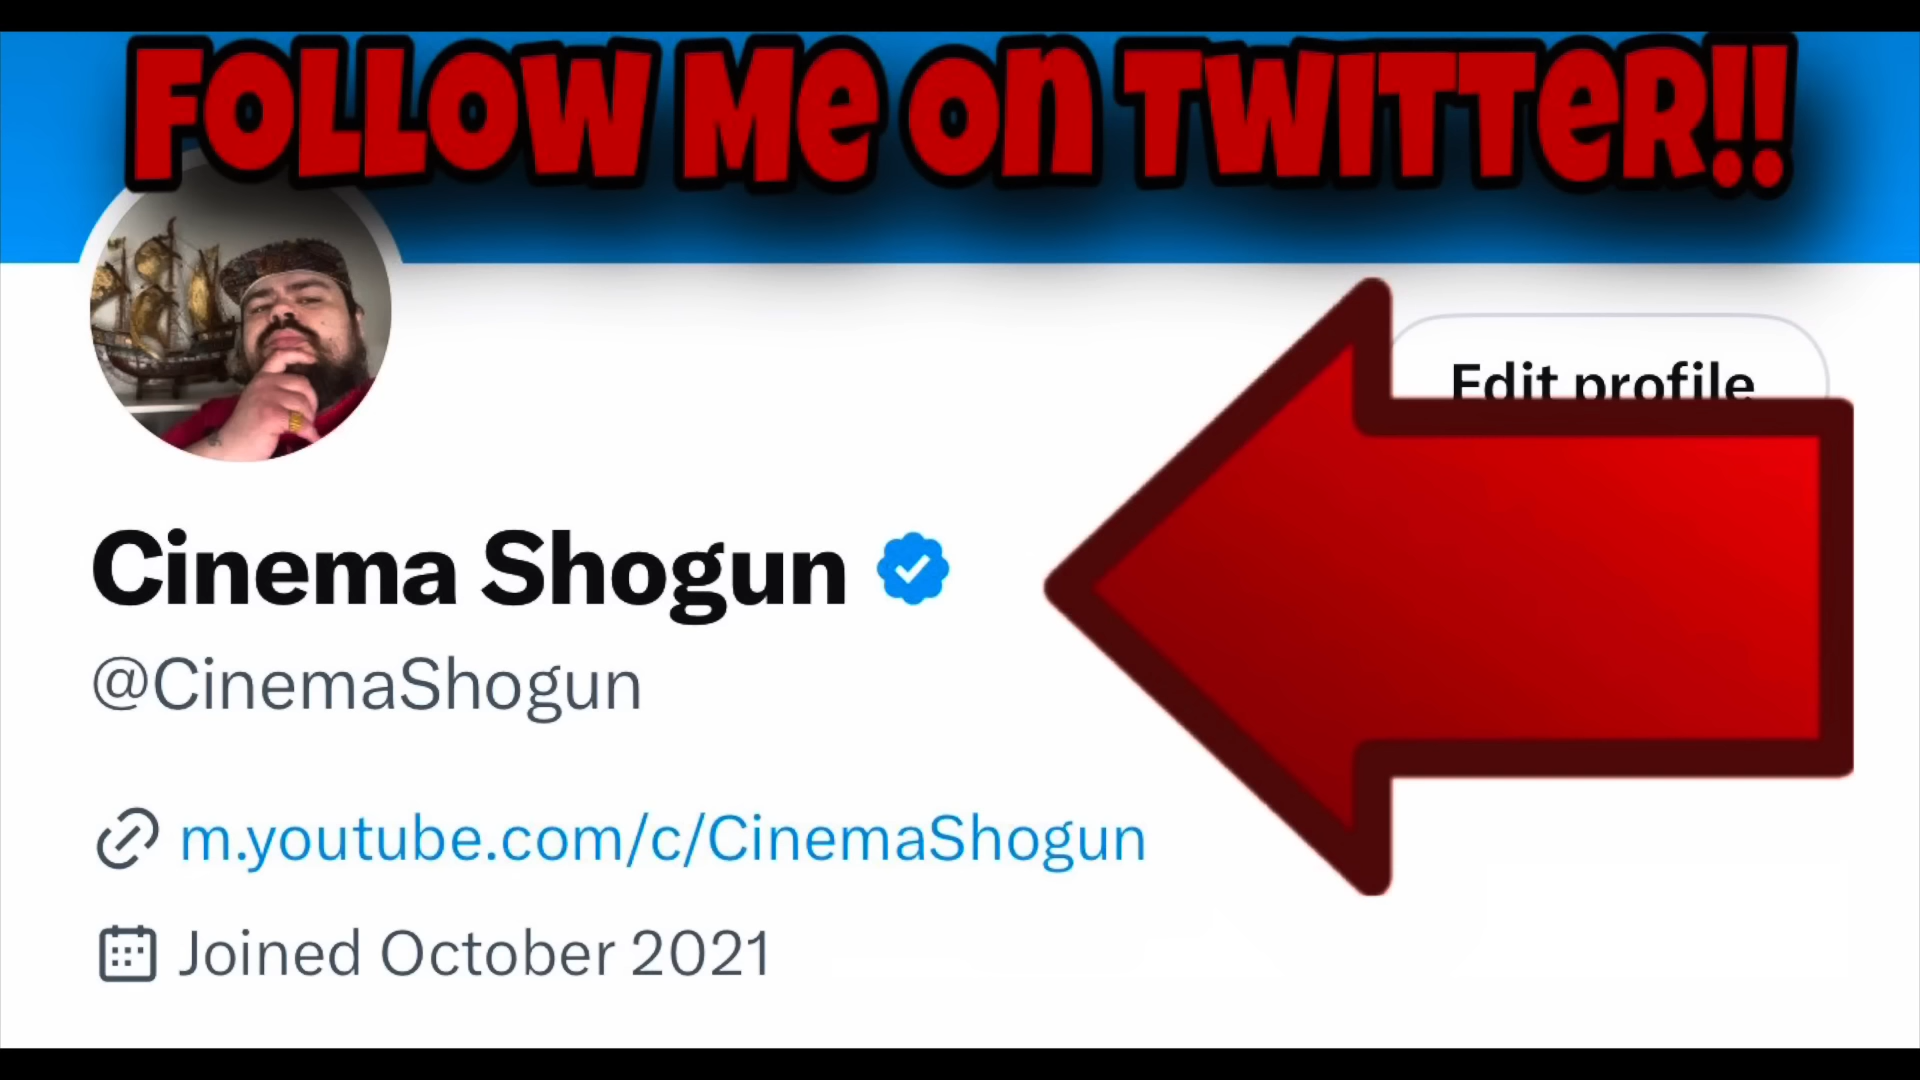 FOLLOW Me On TWITTeR!!
Edit profile
Cinema Shogun
@CinemaShogun
m.youtube.com/c/CinemaShogun
Joined October 2021